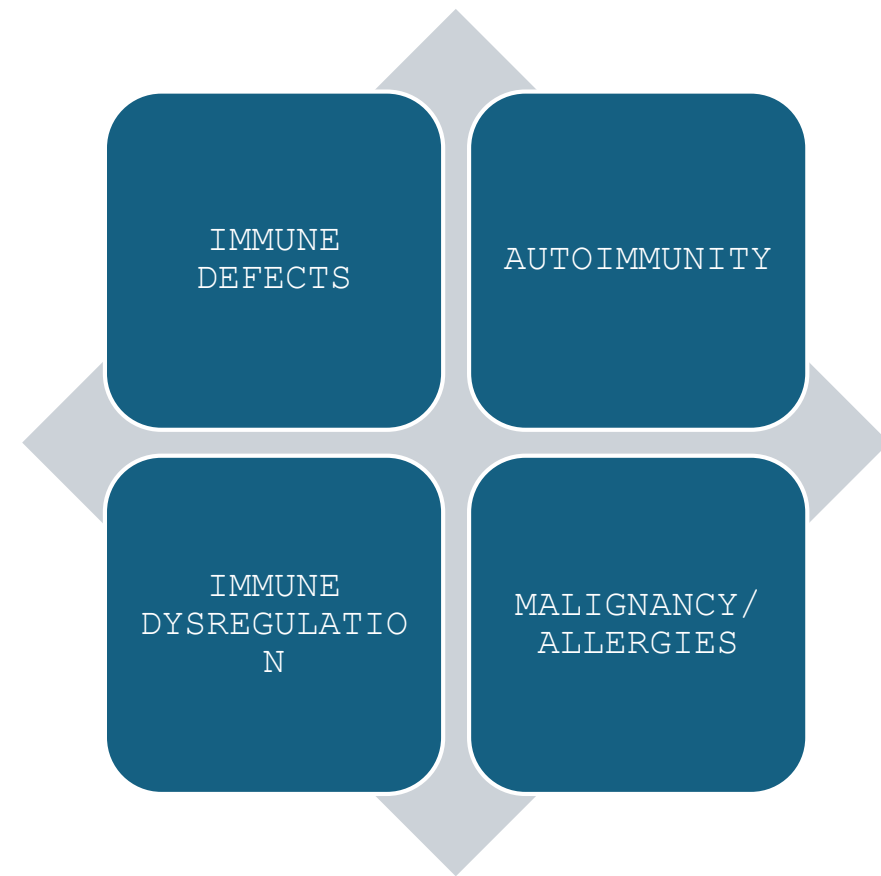 IMMUNE
DEFECTS
AUTOIMMUNITY
IMMUNE
DYSREGULATIO
N
MALIGNANCY/
ALLERGIES